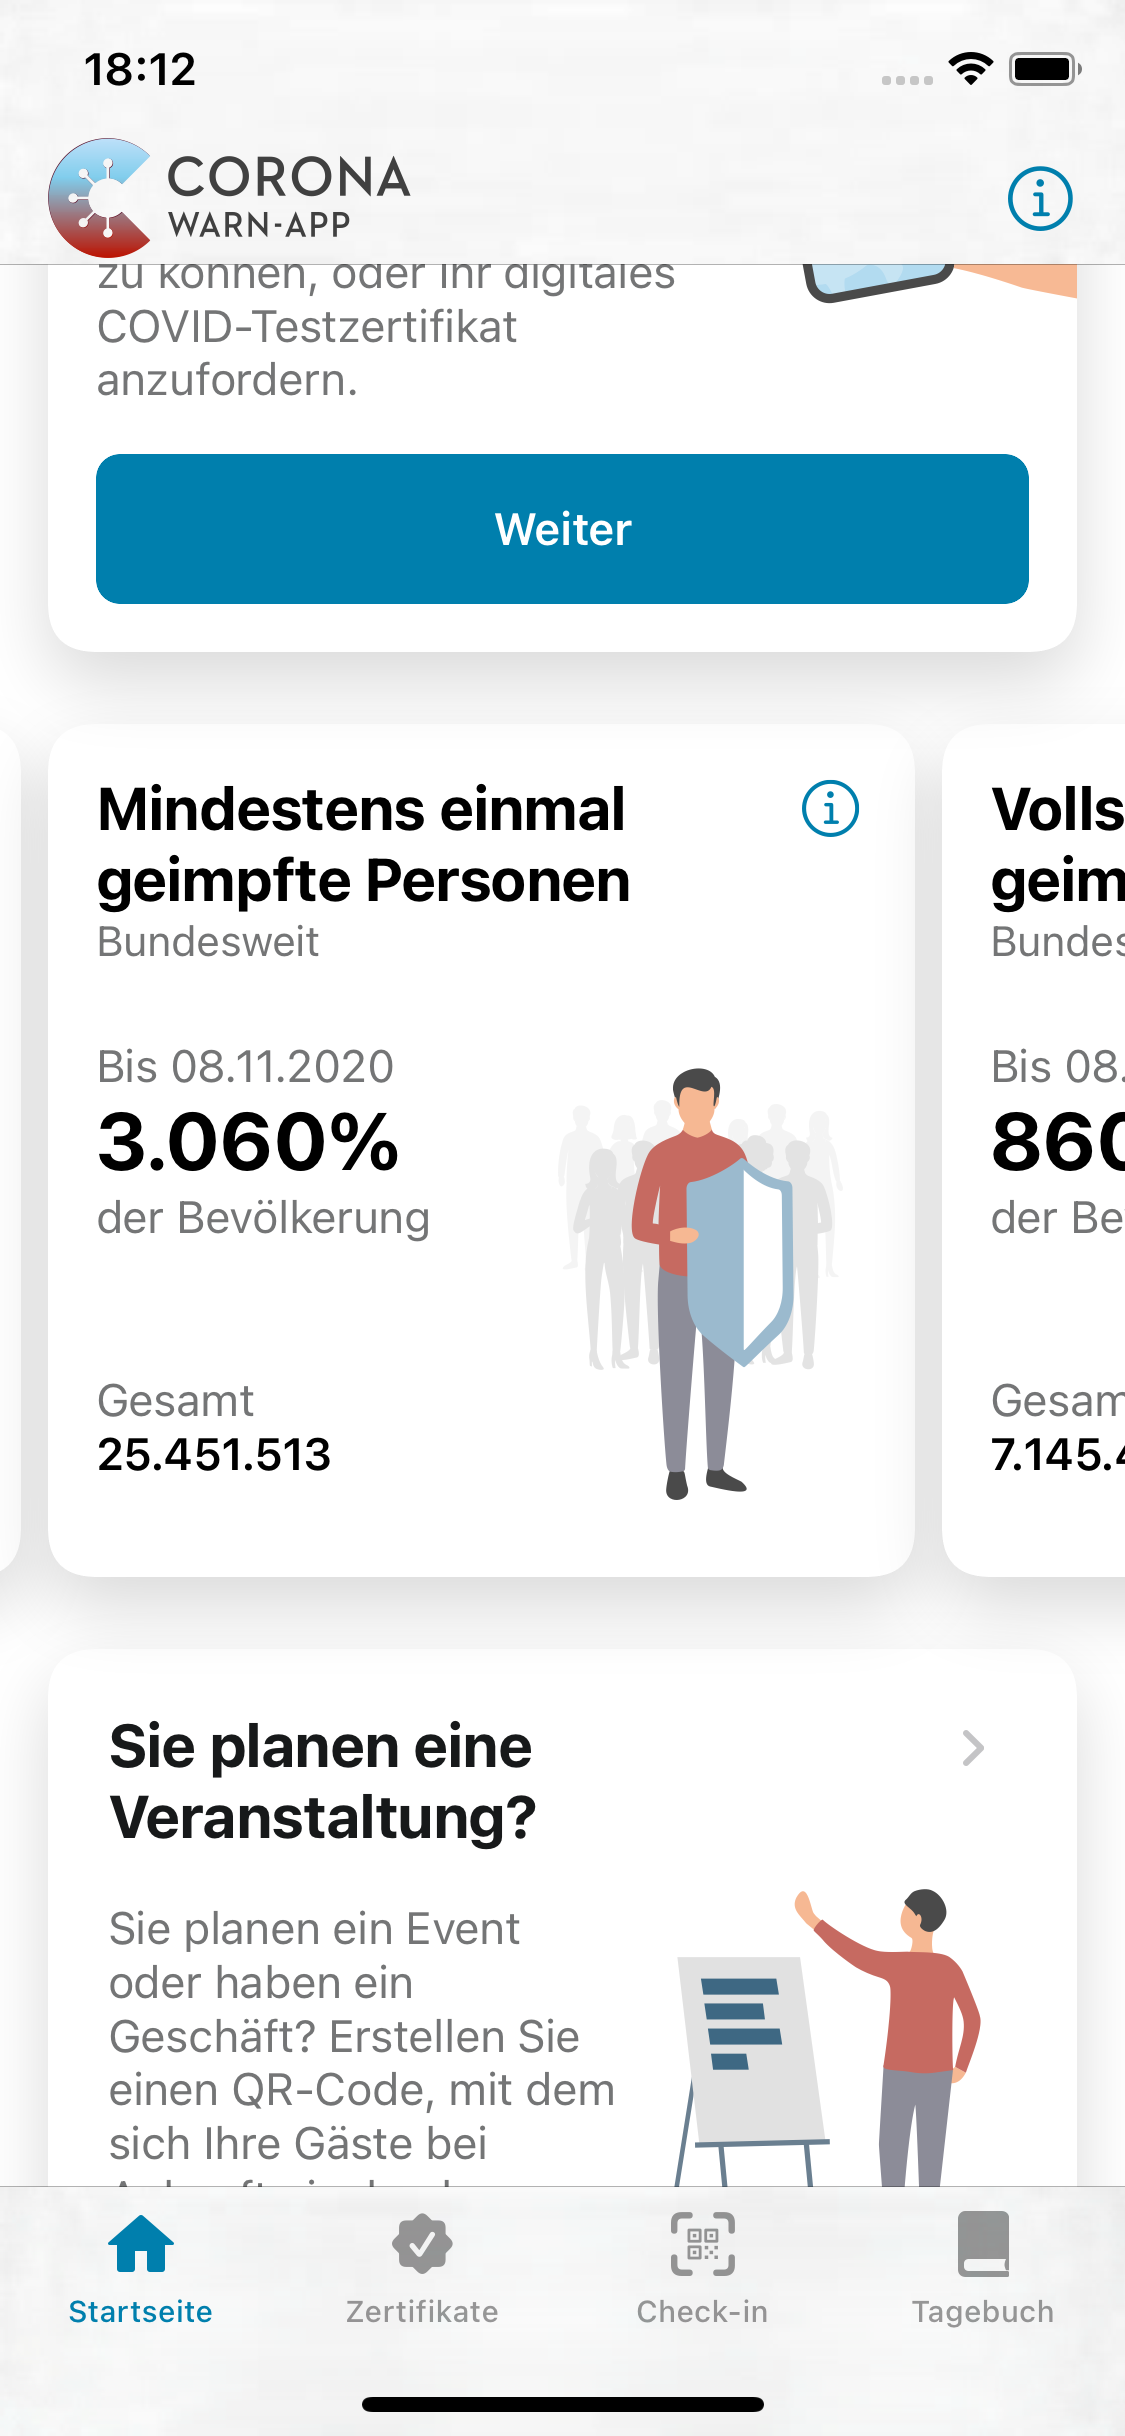 18:12
CORONA
WARN-APP
zu können, oder Ihr digitales
COVID-Testzertifikat
anzufordern.
Weiter
Mindestens einmal
geimpfte Personen
Bundesweit
Bis 08.11.2020
3.060%
der Bevölkerung
Gesamt
25.451.513
Volls
geim
Bundes
Bis 08.
860
der Be
Gesam
7.145.4
Sie planen eine
Veranstaltung?
Sie planen ein Event
oder haben ein
Geschäft? Erstellen Sie
einen QR-Code, mit dem
sich Ihre Gäste bei
Startseite
Zertifikate
Check-in
Tagebuch